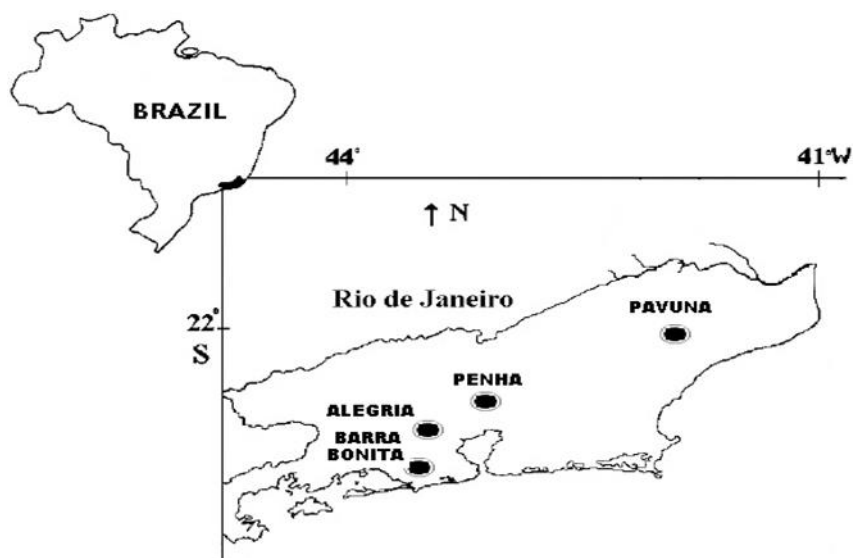 BRAZIL
44°
41°W
↑ N
Rio de Janeiro
PAVUNA
22°
S
PENHA
ALEGRIA
BARRA
BONITA